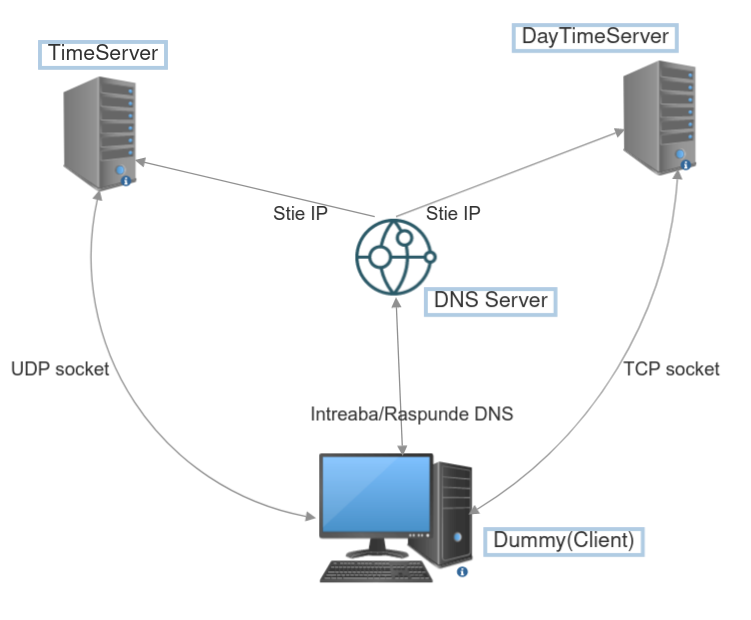 DayTimeServer
TimeServer
Stie IP
Stie IP
DNS Server
UDP socket
TCP socket
Intreaba/Raspunde DNS
Dummy(Client)